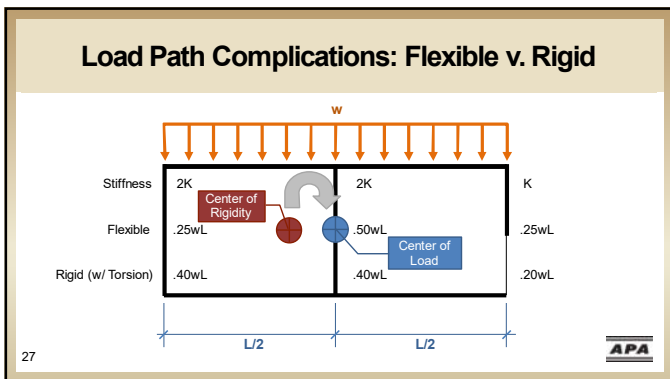 Load Path Complications: Flexible v. Rigid
w
Stiffness 2K 2K K
Center of
Rigidity
Flexible .25wL .50wL .25wL
Center of
Load
Rigid (w/ Torsion) .40wL .40wL .20wL
L/2 L/2
27
APA